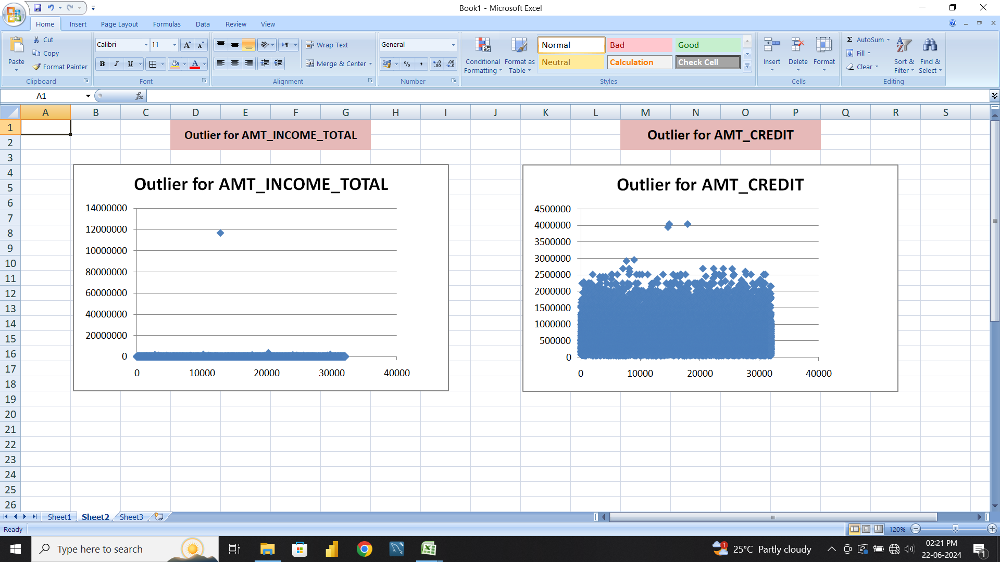 Book1 - Microsoft Excel
Home Insert Page Layout Formulas Data Review View
Paste
Cut
Copy
Format Painter
Clipboard
Calibri 11
B I U
Font
Wrap Text
Merge & Center
Alignment
General
%
Number
Conditional Formatting
Format as Table
Normal Bad Good
Neutral Calculation Check Cell
Styles
Insert Delete Format
Cells
AutoSum
Fill
Clear
Sort & Filter
Find & Select
Editing
A1
fx
A B C D E F G H I J K L M N O P Q R S
1
2
3
4
5
6
7
8
9
10
11
12
13
14
15
16
17
18
19
20
21
22
23
24
25
26
Outlier for AMT_INCOME_TOTAL
Outlier for AMT_CREDIT
Outlier for AMT_INCOME_TOTAL
14000000
12000000
10000000
80000000
60000000
40000000
20000000
0
0 10000 20000 30000 40000
Outlier for AMT_CREDIT
4500000
4000000
3500000
3000000
2500000
2000000
1500000
1000000
500000
0
0 10000 20000 30000 40000
Sheet1 Sheet2 Sheet3
Ready
120%
Type here to search
1
25°C Partly cloudy
02:21 PM
22-06-2024
1